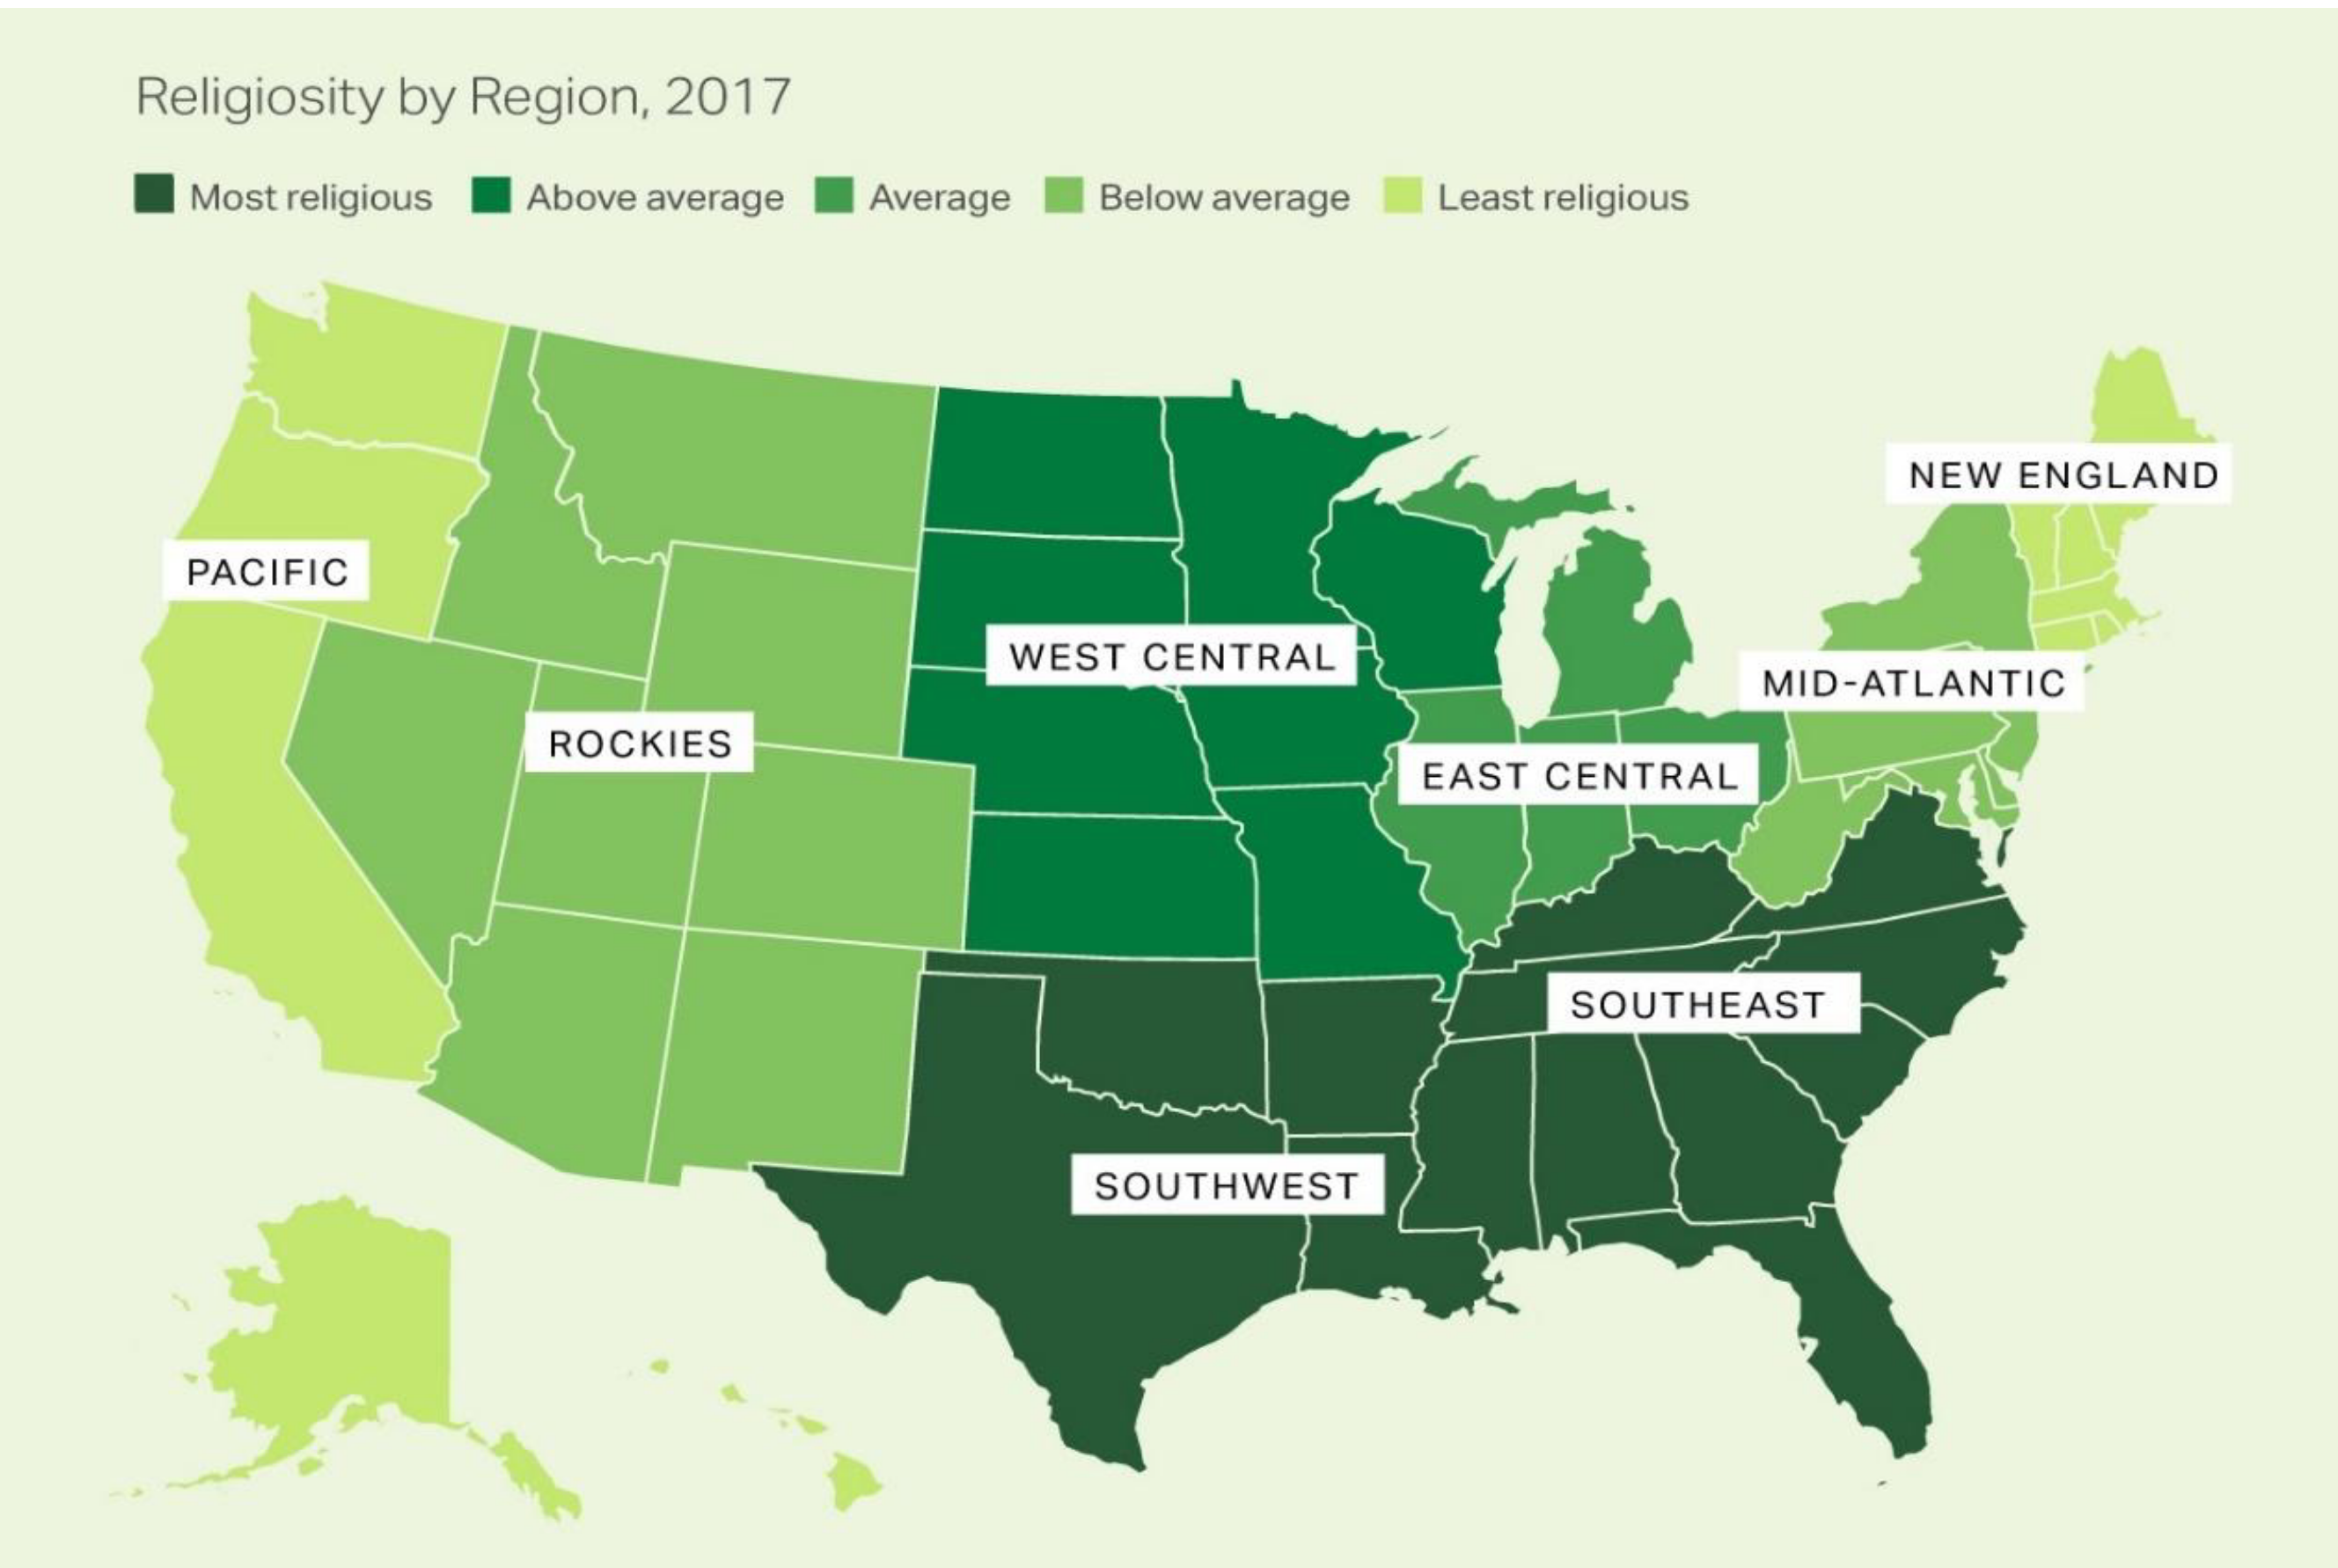 Religiosity by Region, 2017
Most religious Above average Average Below average Least religious
NEW ENGLAND
PACIFIC
WEST CENTRAL
MID-ATLANTIC
ROCKIES
EAST CENTRAL
SOUTHEAST
SOUTHWEST